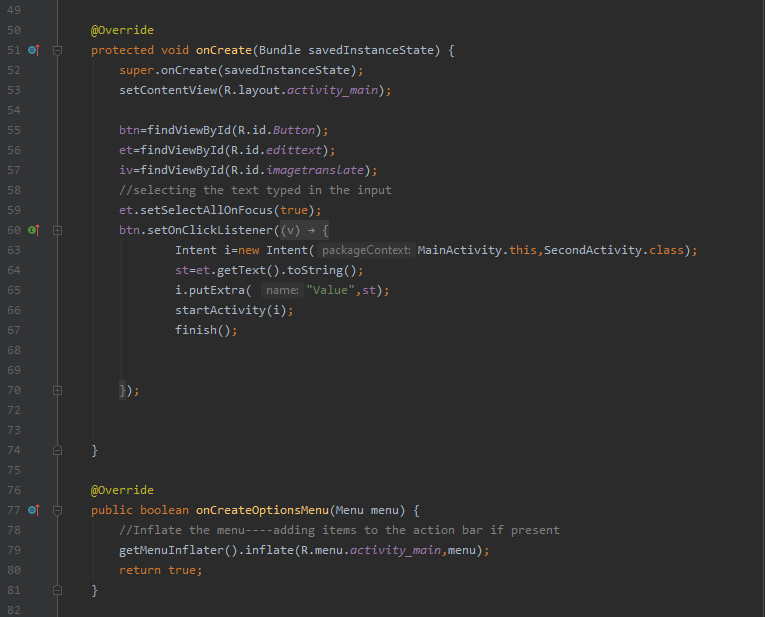 49
50 @Override
51 protected void onCreate(Bundle savedInstanceState) {
52 super.onCreate(savedInstanceState);
53 setContentView(R.layout.activity_main);
54
55 btn=findViewById(R.id.Button);
56 et=findViewById(R.id.edittext);
57 iv=findViewById(R.id.imagetranslate);
58 //selecting the text typed in the input
59 et.setSelectAllOnFocus(true);
60 btn.setOnClickListener((v) → {
63 Intent i=new Intent( packageContext: MainActivity.this,SecondActivity.class);
64 st=et.getText().toString();
65 i.putExtra( name: "Value",st);
66 startActivity(i);
67 finish();
68
69
70 });
72
73
74 }
75
76 @Override
77 public boolean onCreateOptionsMenu(Menu menu) {
78 //Inflate the menu----adding items to the action bar if present
79 getMenuInflater().inflate(R.menu.activity_main,menu);
80 return true;
81 }
82